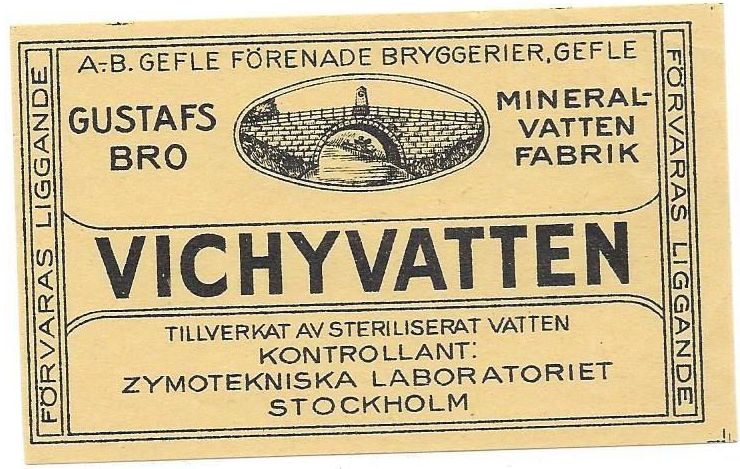 A.-B. GEFLE FÖRENADE BRYGGERIER, GEFLE
GUSTAFS
BRO
MINERAL-
VATTEN
FABRIK
VICHYVATTEN
TILLVERKAT AV STERILISERAT VATTEN
KONTROLLANT:
ZYMOTEKNISKA LABORATORIET
STOCKHOLM
FÖRVARAS LIGGANDE
FÖRVARAS LIGGANDE